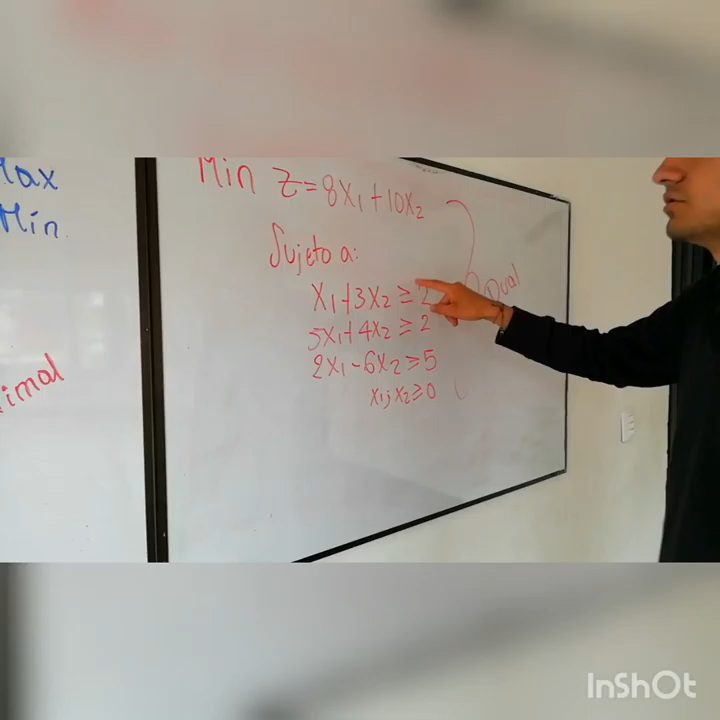 Max
Min.
imal
Min Z=8X1+10X2
Sujeto a:
X1+3X2≥
5X1+4X2≥2
2X1-6X2≥5
X1;X2≥0
Dual
InShOt